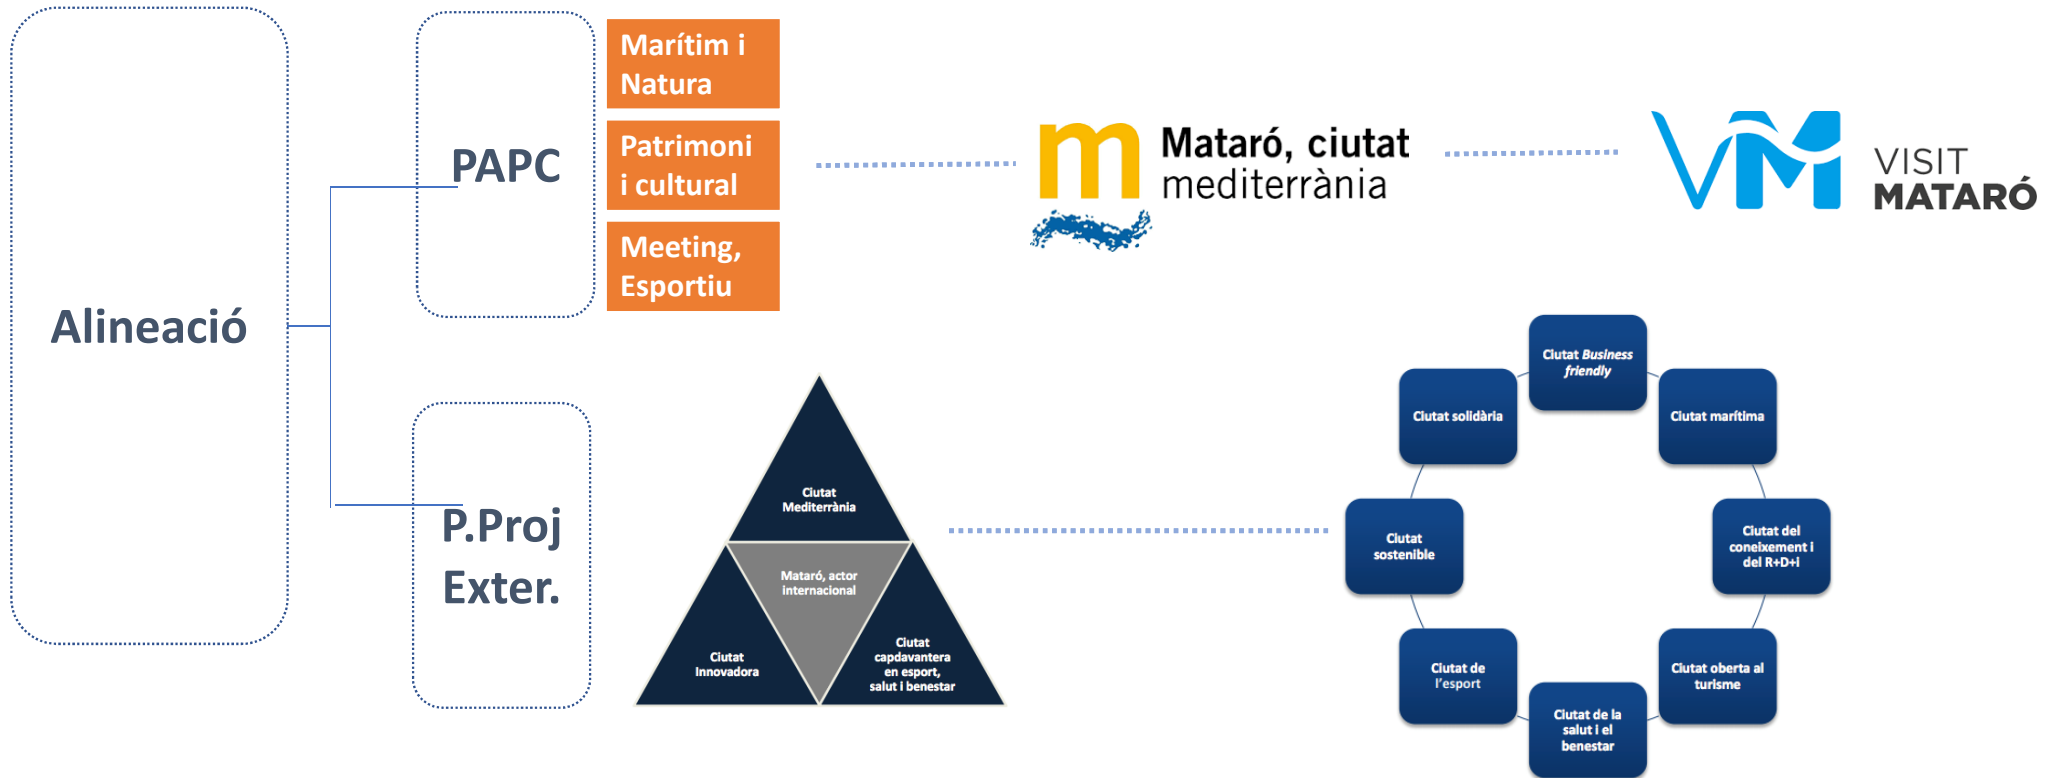 Alineació
PAPC
Marítim i
Natura
Patrimoni
i cultural
Meeting,
Esportiu
m
Mataró, ciutat
mediterrània
VM
VISIT
MATARÓ
P.Proj
Exter.
Ciutat
Mediterrània
Mataró, actor
internacional
Ciutat
Innovadora
Ciutat
capdavantera
en esport,
salut i benestar
Ciutat Business
friendly
Ciutat marítima
Ciutat del
coneixement i
del R+D+i
Ciutat oberta al
turisme
Ciutat de la
salut i el
benestar
Ciutat de
l'esport
Ciutat
sostenible
Ciutat solidària